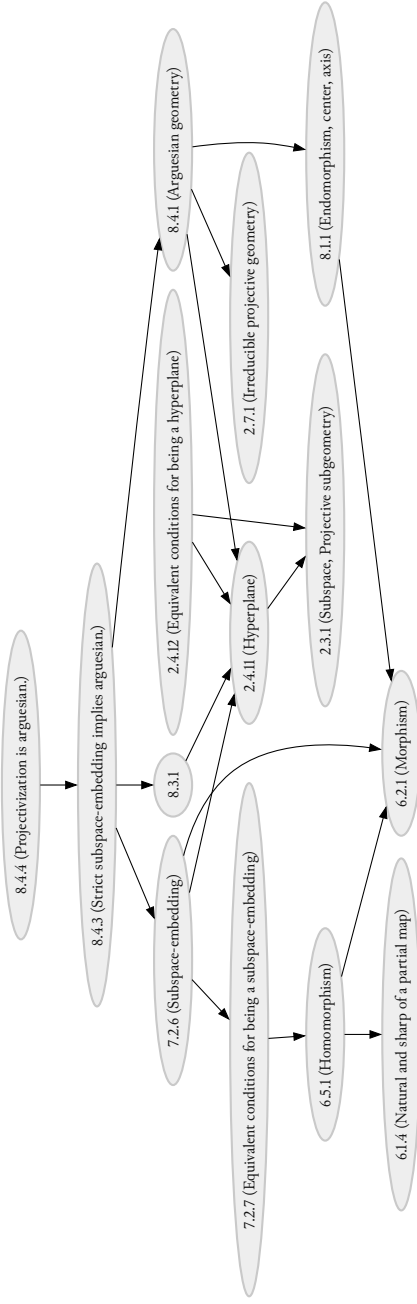 8.4.4 (Projectivization is arguesian.)
8.4.3 (Strict subspace-embedding implies arguesian.)
7.2.6 (Subspace-embedding)
8.3.1
2.4.12 (Equivalent conditions for being a hyperplane)
8.4.1 (Arguesian geometry)
7.2.7 (Equivalent conditions for being a subspace-embedding)
2.4.11 (Hyperplane)
2.7.1 (Irreducible projective geometry)
6.5.1 (Homomorphism)
2.3.1 (Subspace, Projective subgeometry)
8.1.1 (Endomorphism, center, axis)
6.1.4 (Natural and sharp of a partial map)
6.2.1 (Morphism)